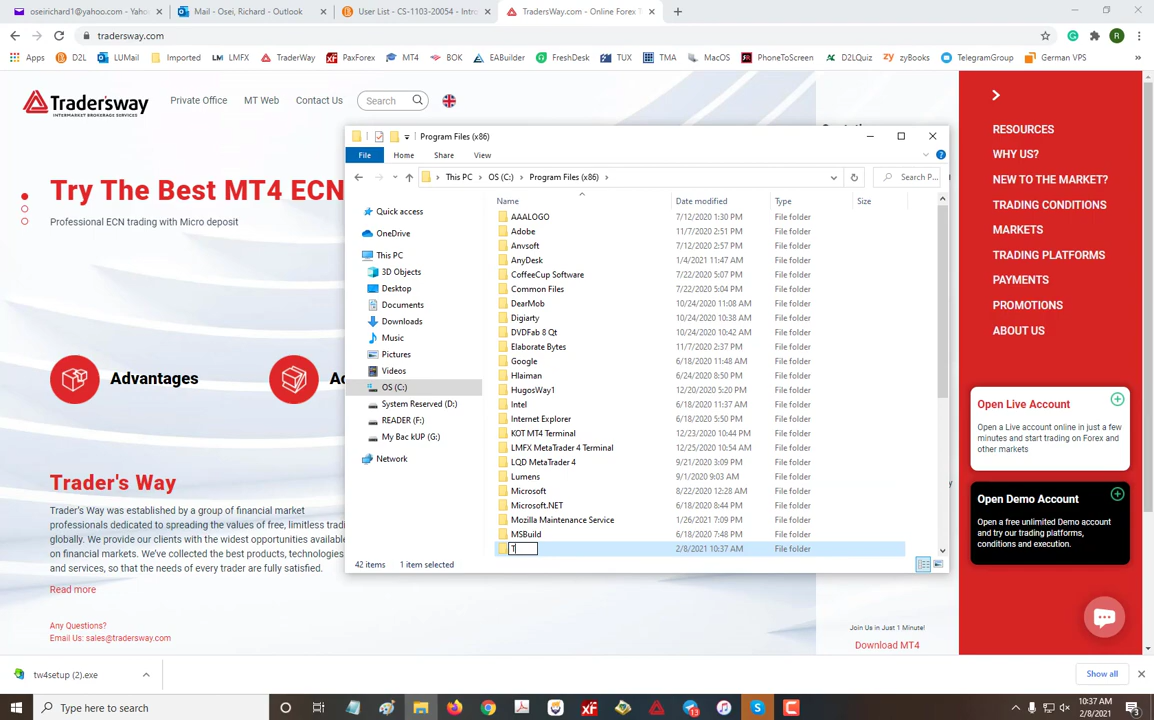 oseirichard1@yahoo.com - Yaho
Mail - Osei, Richard - Outlook
User List - CS-1103-20054 - Intro
TradersWay.com - Online Forex T
tradersway.com
R
Apps
D2L
LUMail
Imported
LMFX
TraderWay
PaxForex
MT4
BOK
EABuilder
FreshDesk
TUX
TMA
MacOS
PhoneToScreen
D2LQuiz
zyBooks
TelegramGroup
German VPS
Tradersway
INTERMARKET BROKERAGE SERVICES
Private Office
MT Web
Contact Us
Search
Try The Best MT4 ECN
Professional ECN trading with Micro deposit
Advantages
Trader's Way
Trader's Way was established by a group of financial market
professionals dedicated to spreading the values of free, limitless tradi
globally. We provide our clients with the widest opportunities availabl
on financial markets. We've collected the best products, technologies
and services, so that the needs of every trader are fully satisfied.
Read more
Any Questions?
Email Us: sales@tradersway.com
Program Files (x86)
File
Home
Share
View
This PC
OS (C:)
Program Files (x86)
Search P...
Quick access
OneDrive
This PC
3D Objects
Desktop
Documents
Downloads
Music
Pictures
Videos
OS (C:)
System Reserved (D:)
READER (F:)
My Bac kUP (G:)
Network
Name Date modified Type Size
AAALOGO 7/12/2020 1:30 PM File folder
Adobe 11/7/2020 2:51 PM File folder
Anvsoft 7/12/2020 2:57 PM File folder
AnyDesk 1/4/2021 11:47 AM File folder
CoffeeCup Software 7/22/2020 5:07 PM File folder
Common Files 7/22/2020 5:04 PM File folder
DearMob 10/24/2020 11:08 AM File folder
Digiarty 10/24/2020 10:38 AM File folder
DVDFab 8 Qt 10/24/2020 10:42 AM File folder
Elaborate Bytes 11/7/2020 2:37 PM File folder
Google 6/18/2020 11:48 AM File folder
Hlaiman 6/24/2020 8:50 PM File folder
HugosWay1 12/20/2020 5:20 PM File folder
Intel 6/18/2020 11:37 AM File folder
Internet Explorer 6/18/2020 5:50 PM File folder
KOT MT4 Terminal 12/23/2020 10:44 PM File folder
LMFX MetaTrader 4 Terminal 12/25/2020 10:54 AM File folder
LQD MetaTrader 4 9/21/2020 3:09 PM File folder
Lumens 9/1/2020 9:03 AM File folder
Microsoft 8/22/2020 12:28 AM File folder
Microsoft.NET 6/18/2020 8:44 PM File folder
Mozilla Maintenance Service 1/26/2021 7:09 PM File folder
MSBuild 6/18/2020 7:48 PM File folder
T 2/8/2021 10:37 AM File folder
42 items 1 item selected
RESOURCES
WHY US?
NEW TO THE MARKET?
TRADING CONDITIONS
MARKETS
TRADING PLATFORMS
PAYMENTS
PROMOTIONS
ABOUT US
Open Live Account
Open a Live account online in just a few
minutes and start trading on Forex and
other markets
Open Demo Account
Open a free unlimited Demo account
and try our trading platforms,
conditions and execution.
Join Us in Just 1 Minute!
Download MT4
tw4setup (2).exe
Show all
Type here to search
13
10:37 AM
2/8/2021
3